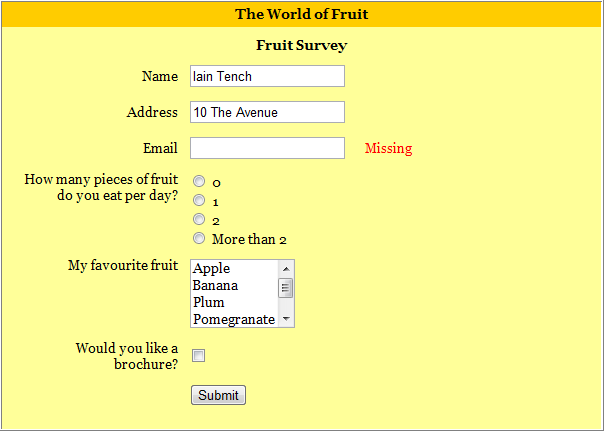 The World of Fruit
Fruit Survey
Name Iain Tench
Address 10 The Avenue
Email Missing
How many pieces of fruit
do you eat per day?
0
1
2
More than 2
My favourite fruit
Apple
Banana
Plum
Pomegranate
Would you like a
brochure?
Submit